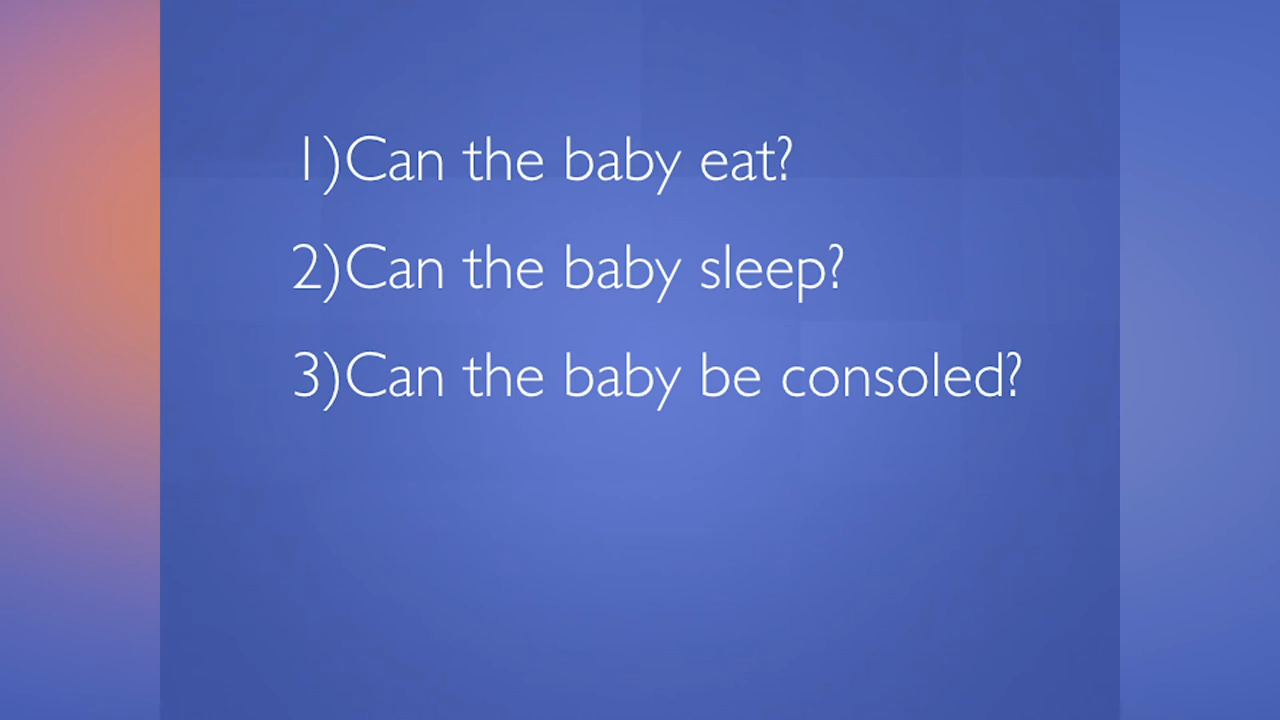 1)Can the baby eat?
2)Can the baby sleep?
3)Can the baby be consoled?